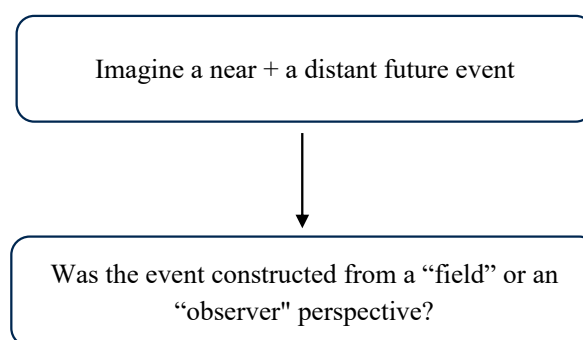 Imagine a near + a distant future event
Was the event constructed from a “field” or an
“observer" perspective?